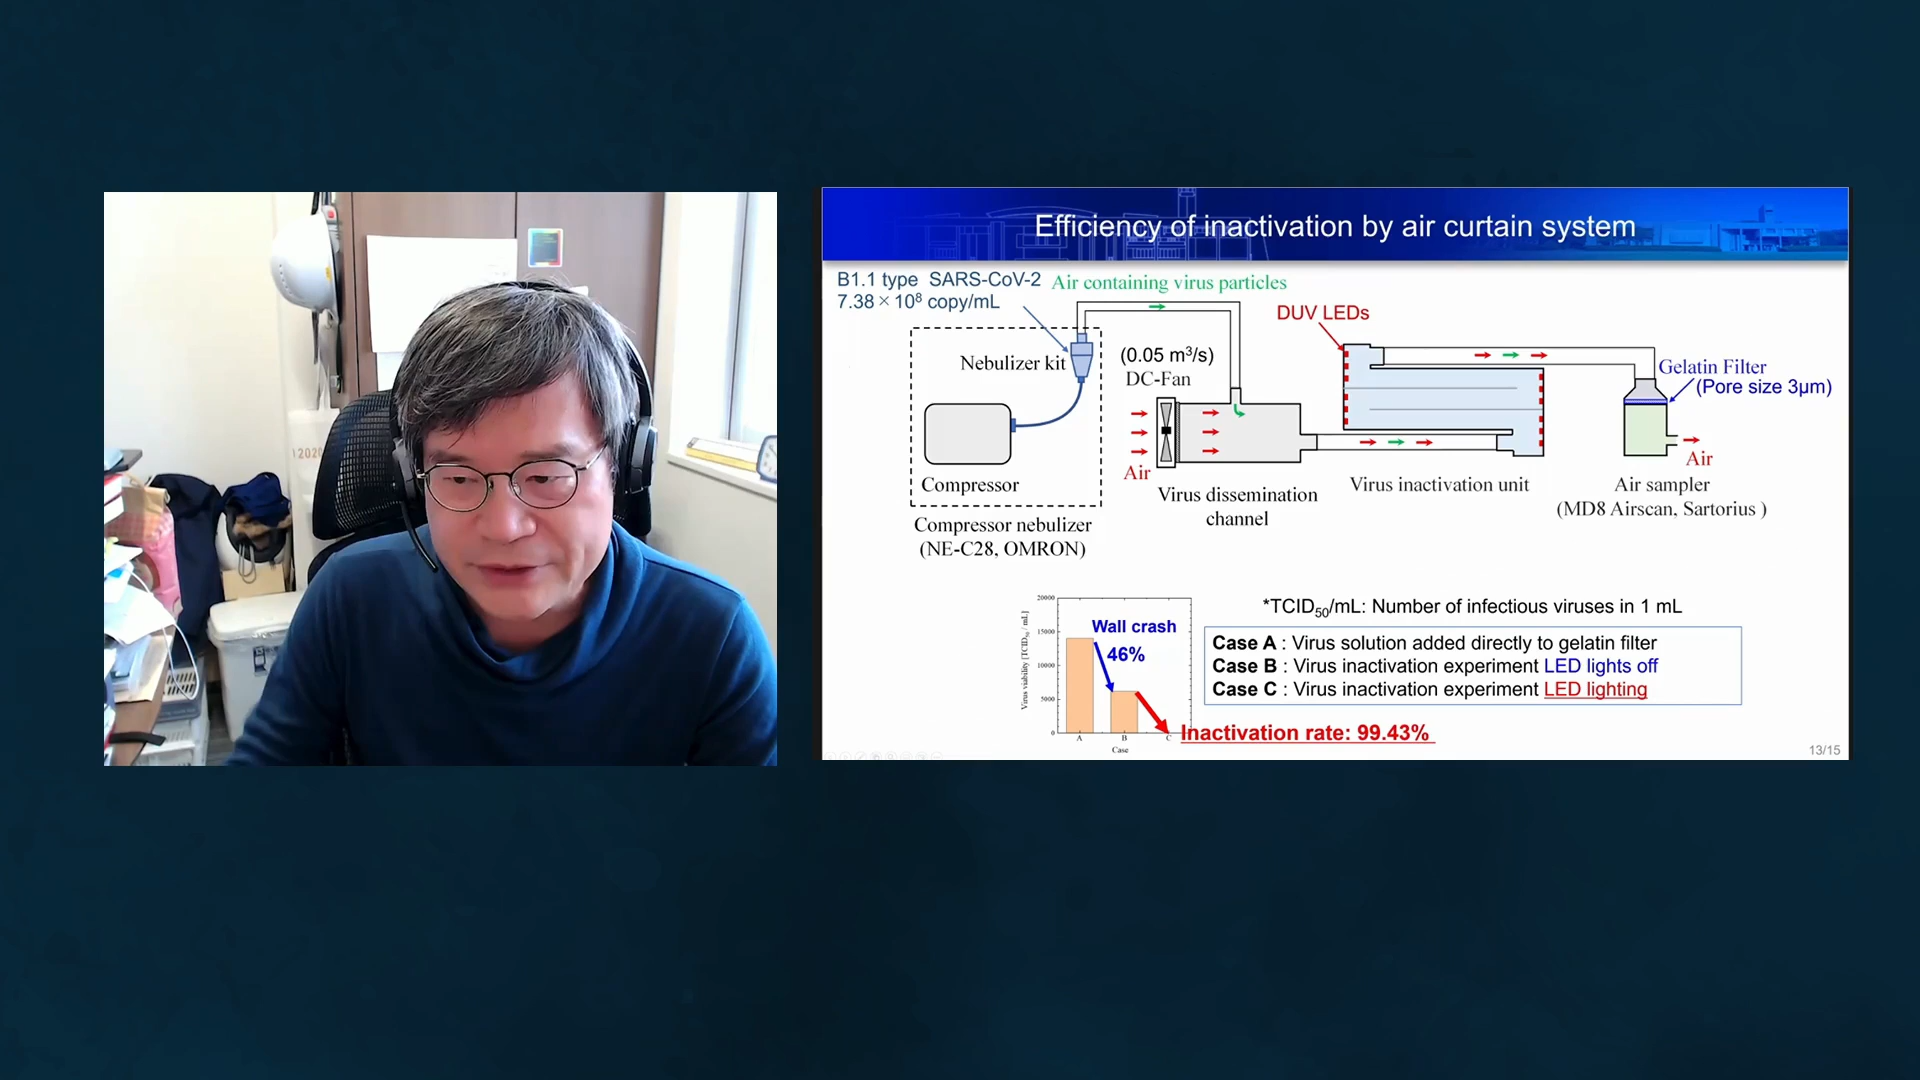 2020
Efficiency of inactivation by air curtain system
B1.1 type SARS-CoV-2
7.38×10⁸ copy/mL
Air containing virus particles
DUV LEDs
Nebulizer kit
(0.05 m³/s)
DC-Fan
Gelatin Filter
(Pore size 3μm)
Air
Air
Compressor
Virus dissemination
channel
Virus inactivation unit
Air sampler
(MD8 Airscan, Sartorius )
Compressor nebulizer
(NE-C28, OMRON)
*TCID₅₀/mL: Number of infectious viruses in 1 mL
Virus viability [TCID₅₀ / mL]
20000
15000
10000
5000
0
Wall crash
46%
A
B
C
Case
Case A : Virus solution added directly to gelatin filter
Case B : Virus inactivation experiment LED lights off
Case C : Virus inactivation experiment LED lighting
Inactivation rate: 99.43%
13/15